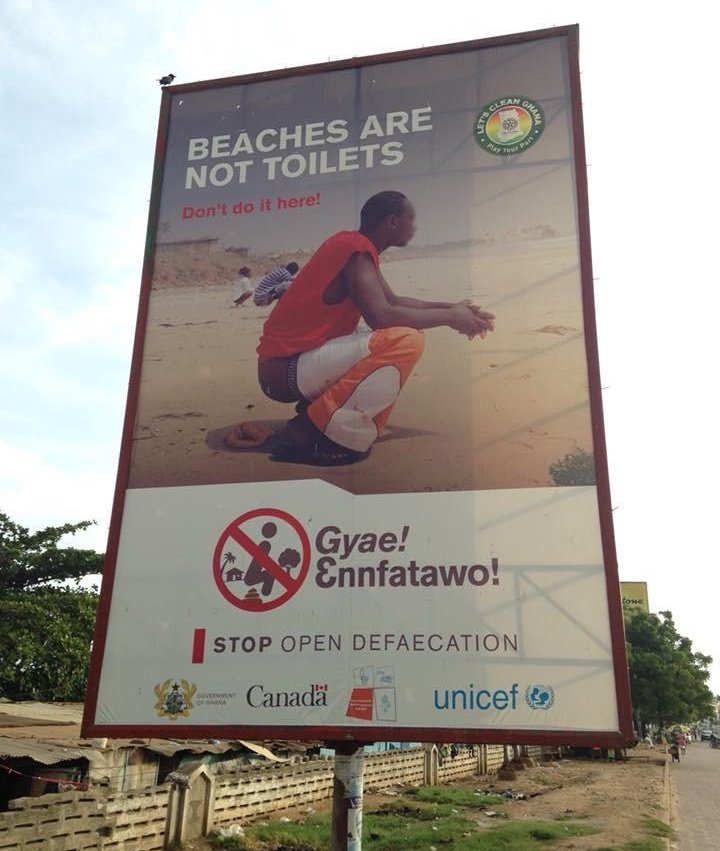 BEACHES ARE
NOT TOILETS
Don't do it here!
LET'S CLEAN GHANA
Play Your Part
Gyae!
Ɛnnfatawo!
STOP OPEN DEFAECATION
GOVERNMENT
OF GHANA
Canada
unicef